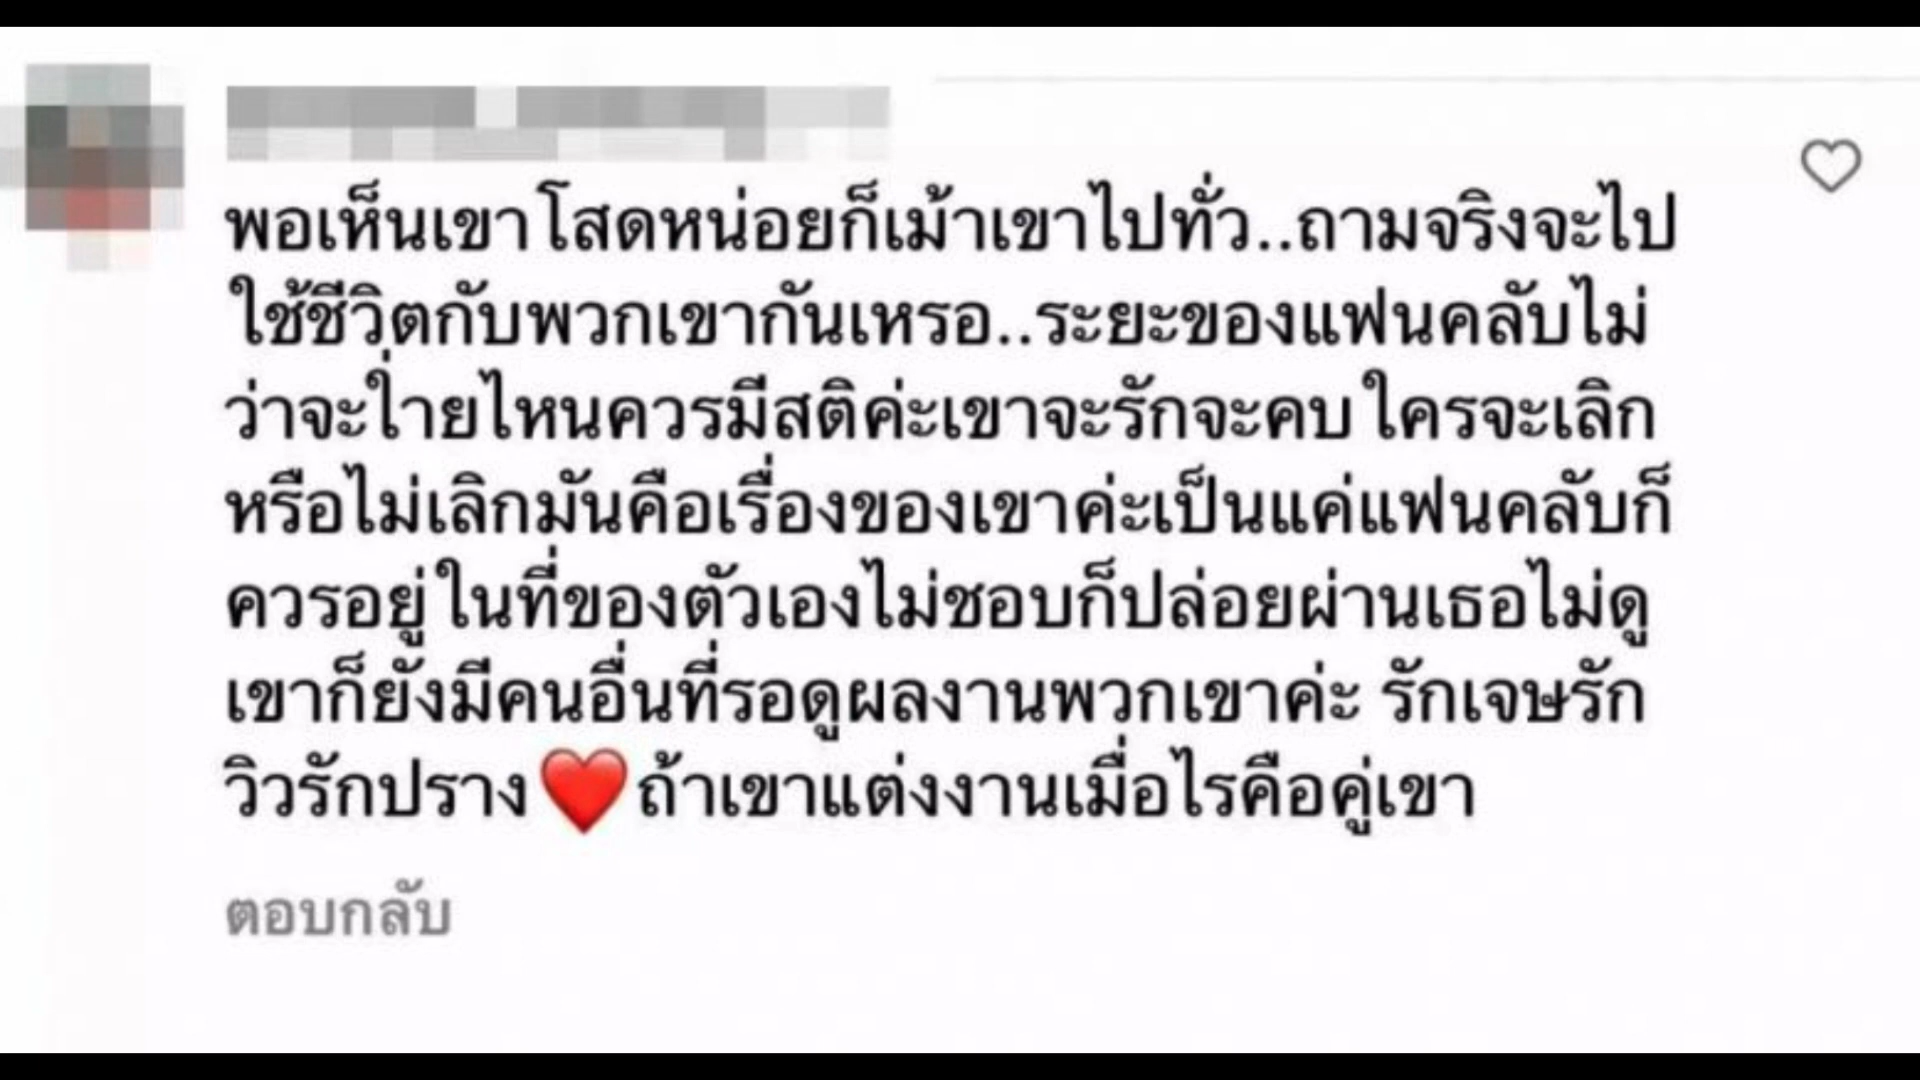 พอเห็นเขาโสดหน่อยก็เม้าเขาไปทั่ว..ถามจริงจะไป
ใช้ชีวิตกับพวกเขากันเหรอ..ระยะของแฟนคลับไม่
ว่าจะใ่ายไหนควรมีสติค่ะเขาจะรักจะคบใครจะเลิก
หรือไม่เลิกมันคือเรื่องของเขาค่ะเป็นแค่แฟนคลับก็
ควรอยู่ในที่ของตัวเองไม่ชอบก็ปล่อยผ่านเธอไม่ดู
เขาก็ยังมีคนอื่นที่รอดูผลงานพวกเขาค่ะ รักเจษรัก
วิวรักปราง❤️ถ้าเขาแต่งงานเมื่อไรคือคู่เขา
ตอบกลับ